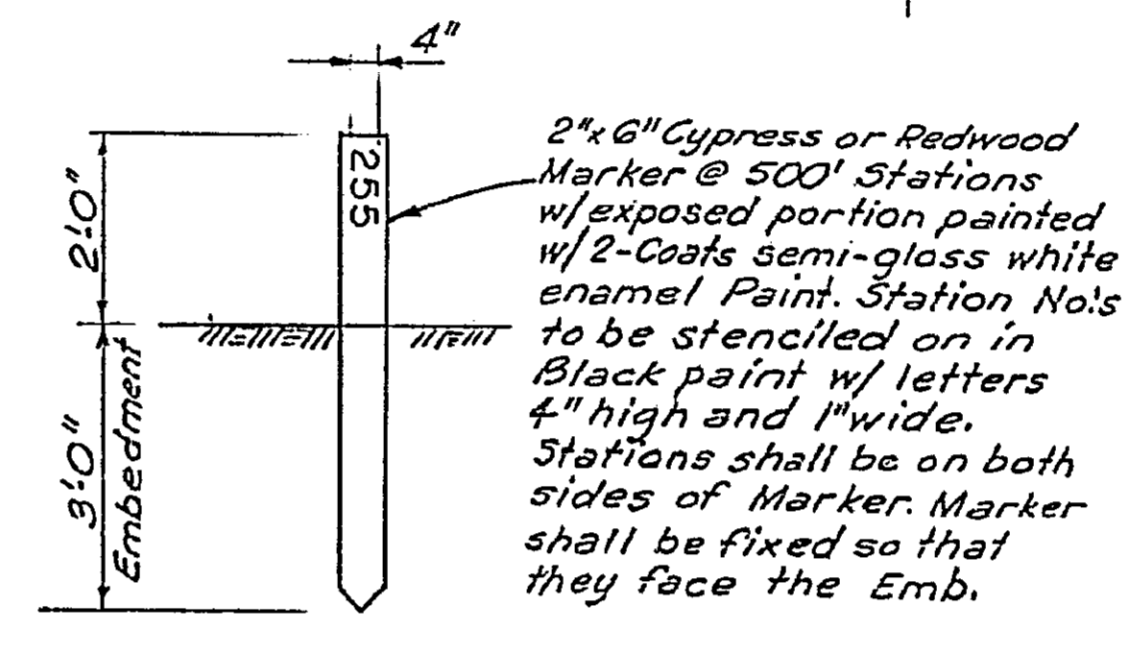 4"
255
2'-0"
3'-0"
Embedment
2"x6" Cypress or Redwood
Marker @ 500' Stations
w/exposed portion painted
w/2-Coats semi-gloss white
enamel Paint. Station No.'s
to be stenciled on in
Black paint w/ letters
4" high and 1" wide.
Stations shall be on both
sides of Marker. Marker
shall be fixed so that
they face the Emb.